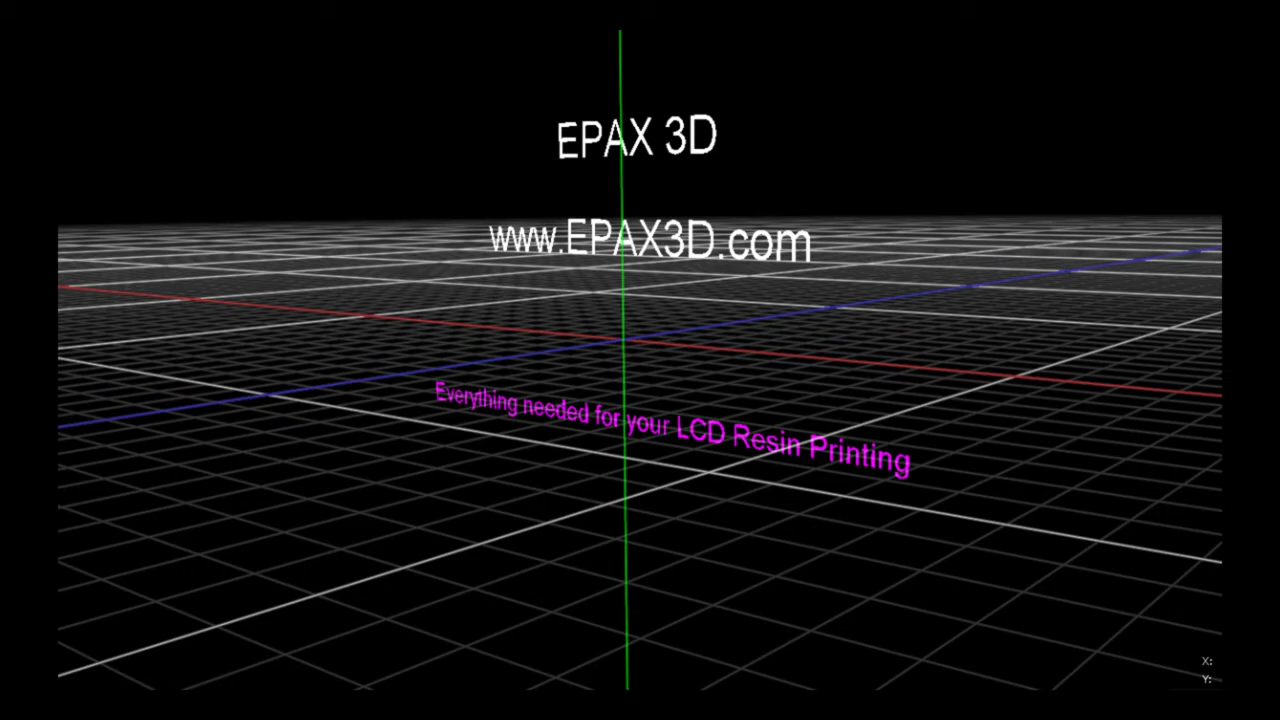 EPAX 3D
www.EPAX3D.com
Everything needed for your LCD Resin Printing
X:
Y: